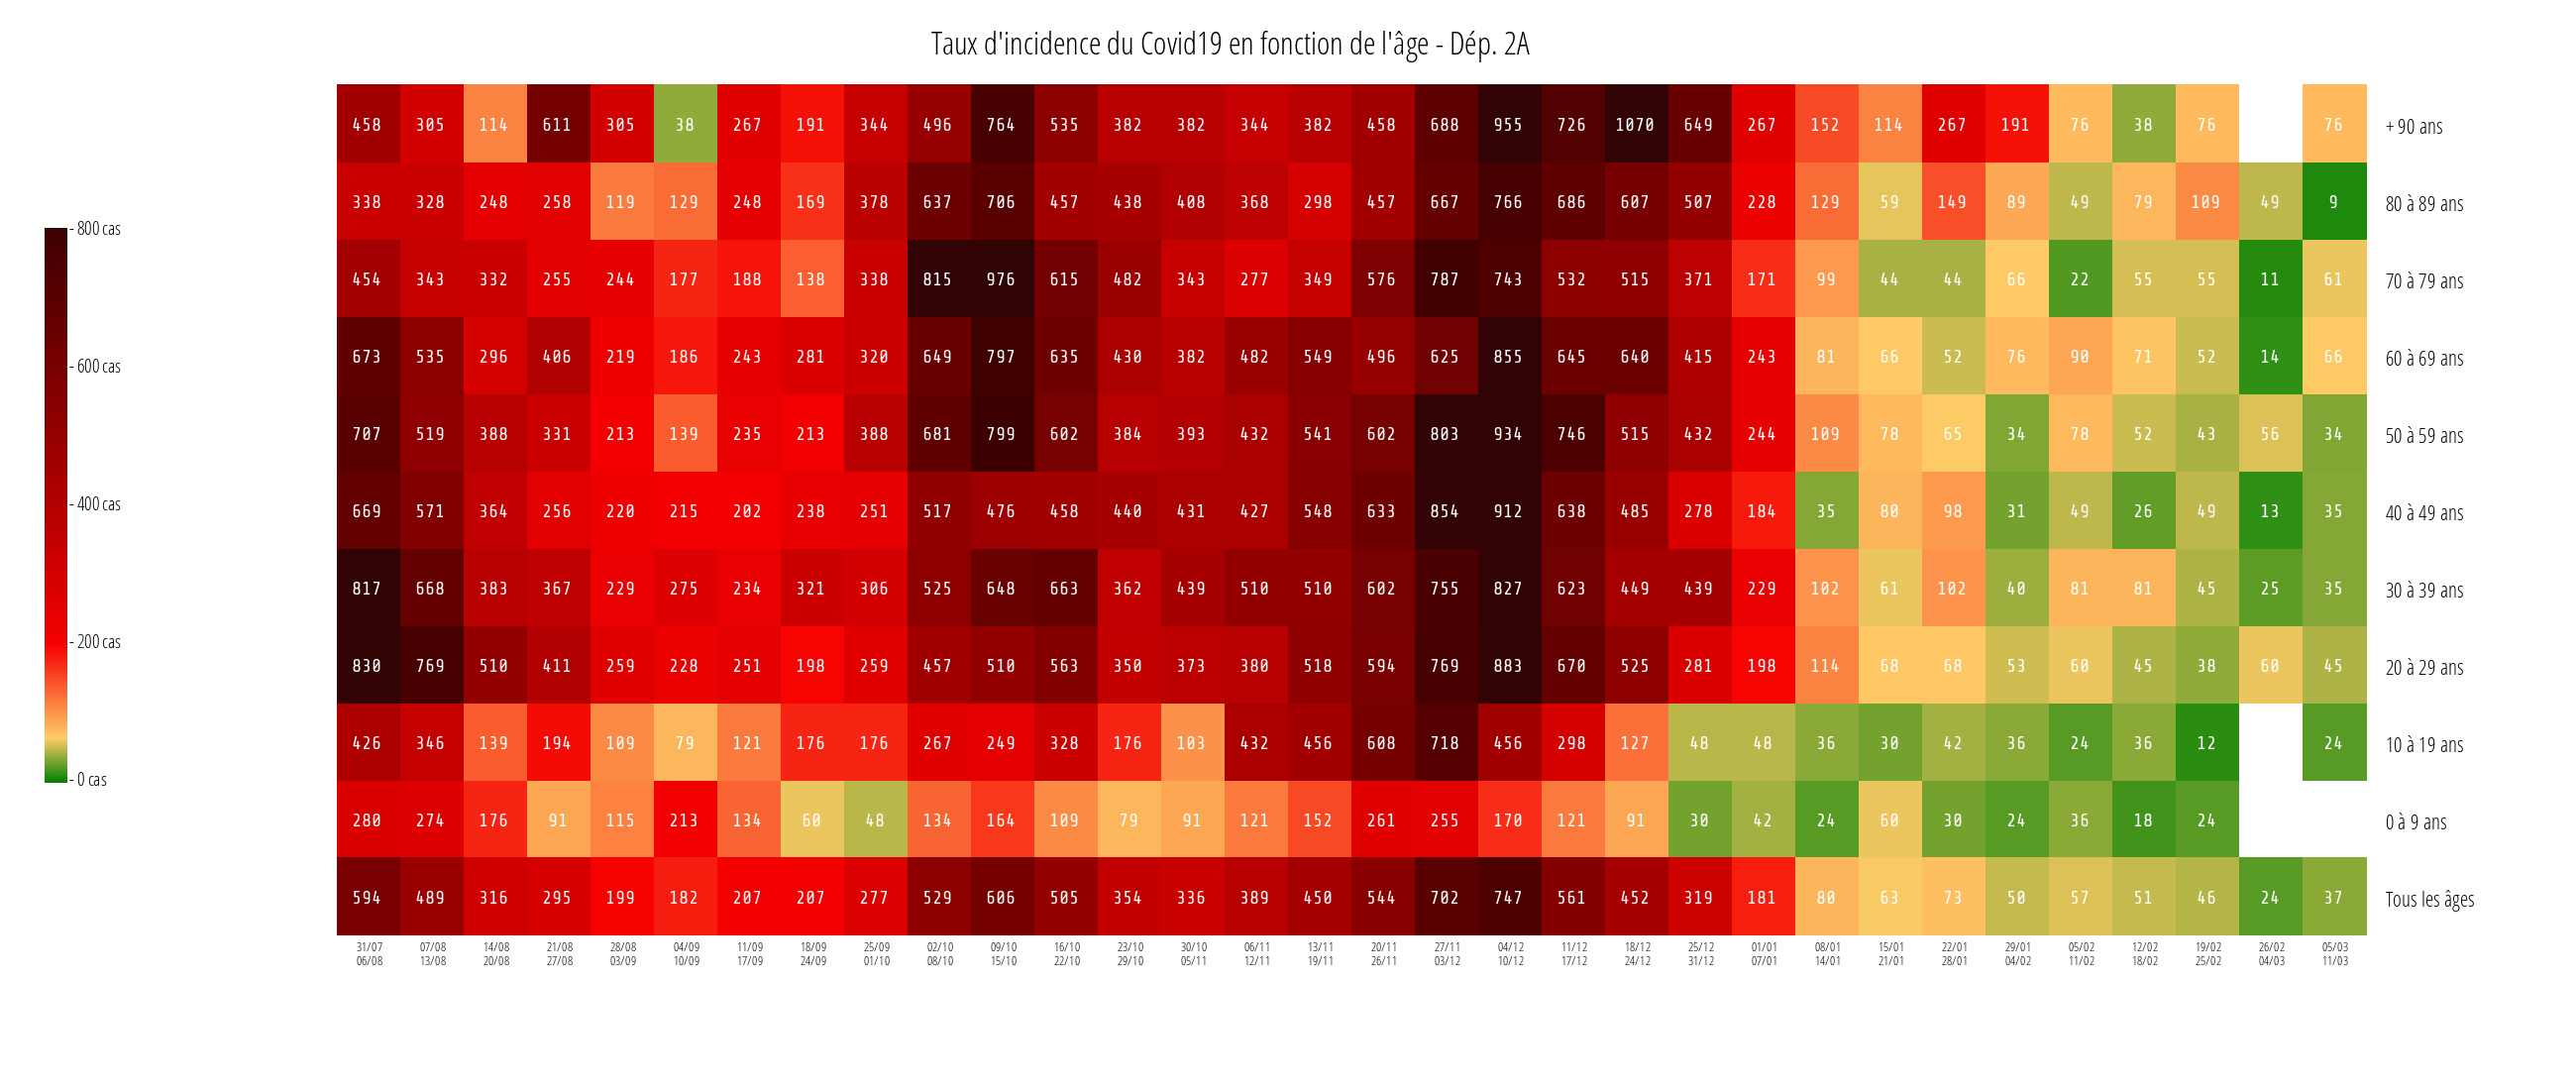 Taux d'incidence du Covid19 en fonction de l'âge - Dép. 2A
458 305 114 611 305 38 267 191 344 496 764 535 382 382 344 382 458 688 955 726 1070 649 267 152 114 267 191 76 38 76 76 + 90 ans
338 328 248 258 119 129 248 169 378 637 706 457 438 408 368 298 457 667 766 686 607 507 228 129 59 149 89 49 79 109 49 9 80 à 89 ans
454 343 332 255 244 177 188 138 338 815 976 615 482 343 277 349 576 787 743 532 515 371 171 99 44 44 66 22 55 55 11 61 70 à 79 ans
673 535 296 406 219 186 243 281 320 649 797 635 430 382 482 549 496 625 855 645 640 415 243 81 66 52 76 90 71 52 14 66 60 à 69 ans
707 519 388 331 213 139 235 213 388 681 799 602 384 393 432 541 602 803 934 746 515 432 244 109 78 65 34 78 52 43 56 34 50 à 59 ans
669 571 364 256 220 215 202 238 251 517 476 458 440 431 427 548 633 854 912 638 485 278 184 35 80 98 31 49 26 49 13 35 40 à 49 ans
817 668 383 367 229 275 234 321 306 525 648 663 362 439 510 510 602 755 827 623 449 439 229 102 61 102 40 81 81 45 25 35 30 à 39 ans
830 769 510 411 259 228 251 198 259 457 510 563 350 373 380 518 594 769 883 670 525 281 198 114 68 68 53 60 45 38 60 45 20 à 29 ans
426 346 139 194 109 79 121 176 176 267 249 328 176 103 432 456 608 718 456 298 127 48 48 36 30 42 36 24 36 12 24 10 à 19 ans
280 274 176 91 115 213 134 60 48 134 164 109 79 91 121 152 261 255 170 121 91 30 42 24 60 30 24 36 18 24 0 à 9 ans
594 489 316 295 199 182 207 207 277 529 606 505 354 336 389 450 544 702 747 561 452 319 181 80 63 73 50 57 51 46 24 37 Tous les âges
31/07 07/08 14/08 21/08 28/08 04/09 11/09 18/09 25/09 02/10 09/10 16/10 23/10 30/10 06/11 13/11 20/11 27/11 04/12 11/12 18/12 25/12 01/01 08/01 15/01 22/01 29/01 05/02 12/02 19/02 26/02 05/03
06/08 13/08 20/08 27/08 03/09 10/09 17/09 24/09 01/10 08/10 15/10 22/10 29/10 05/11 12/11 19/11 26/11 03/12 10/12 17/12 24/12 31/12 07/01 14/01 21/01 28/01 04/02 11/02 18/02 25/02 04/03 11/03
- 800 cas
- 600 cas
- 400 cas
- 200 cas
- 0 cas